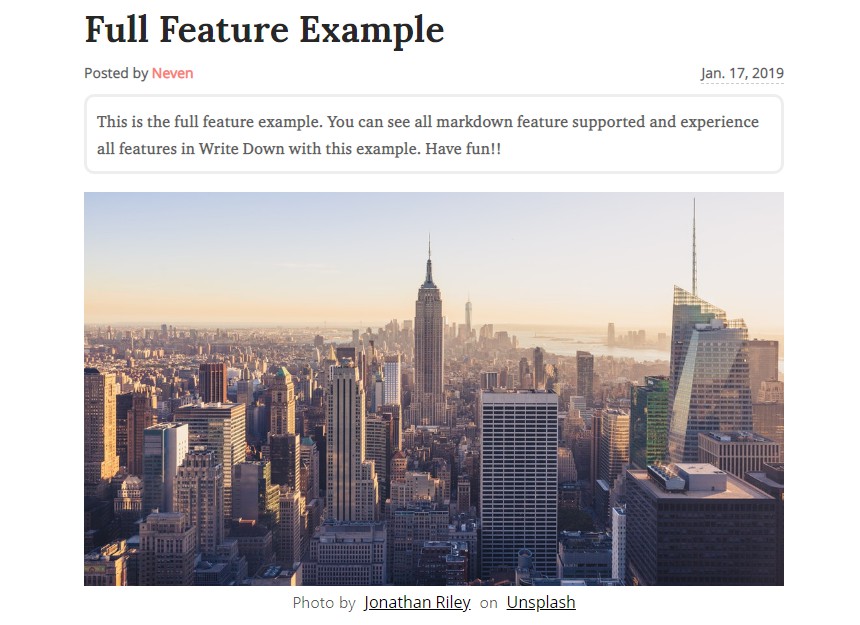 Full Feature Example
Posted by Neven Jan. 17, 2019
This is the full feature example. You can see all markdown feature supported and experience
all features in Write Down with this example. Have fun!!
Photo by Jonathan Riley on Unsplash